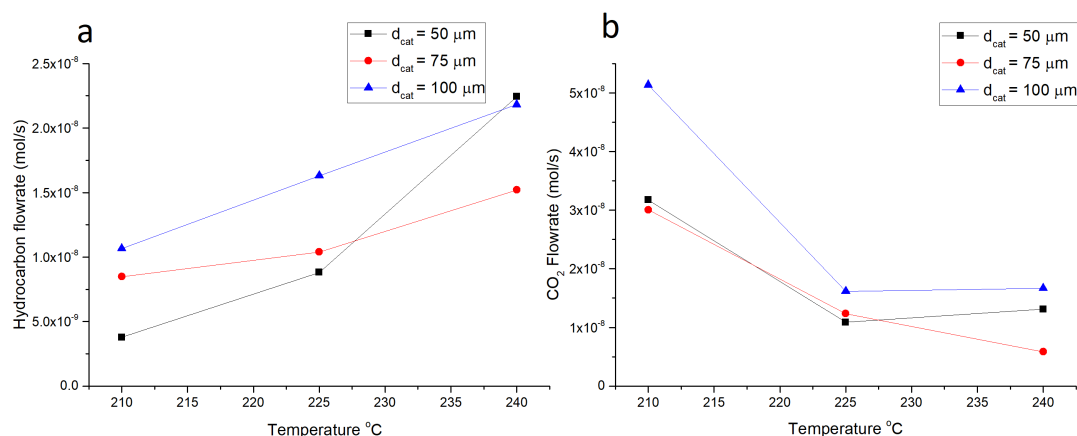 a
d_cat = 50 μm
d_cat = 75 μm
d_cat = 100 μm
2.5x10⁻⁸
2.0x10⁻⁸
1.5x10⁻⁸
1.0x10⁻⁸
5.0x10⁻⁹
0.0
Hydrocarbon flowrate (mol/s)
210 215 220 225 230 235 240
Temperature °C
b
d_cat = 50 μm
d_cat = 75 μm
d_cat = 100 μm
5x10⁻⁸
4x10⁻⁸
3x10⁻⁸
2x10⁻⁸
1x10⁻⁸
0
CO₂ Flowrate (mol/s)
210 215 220 225 230 235 240
Temperature °C